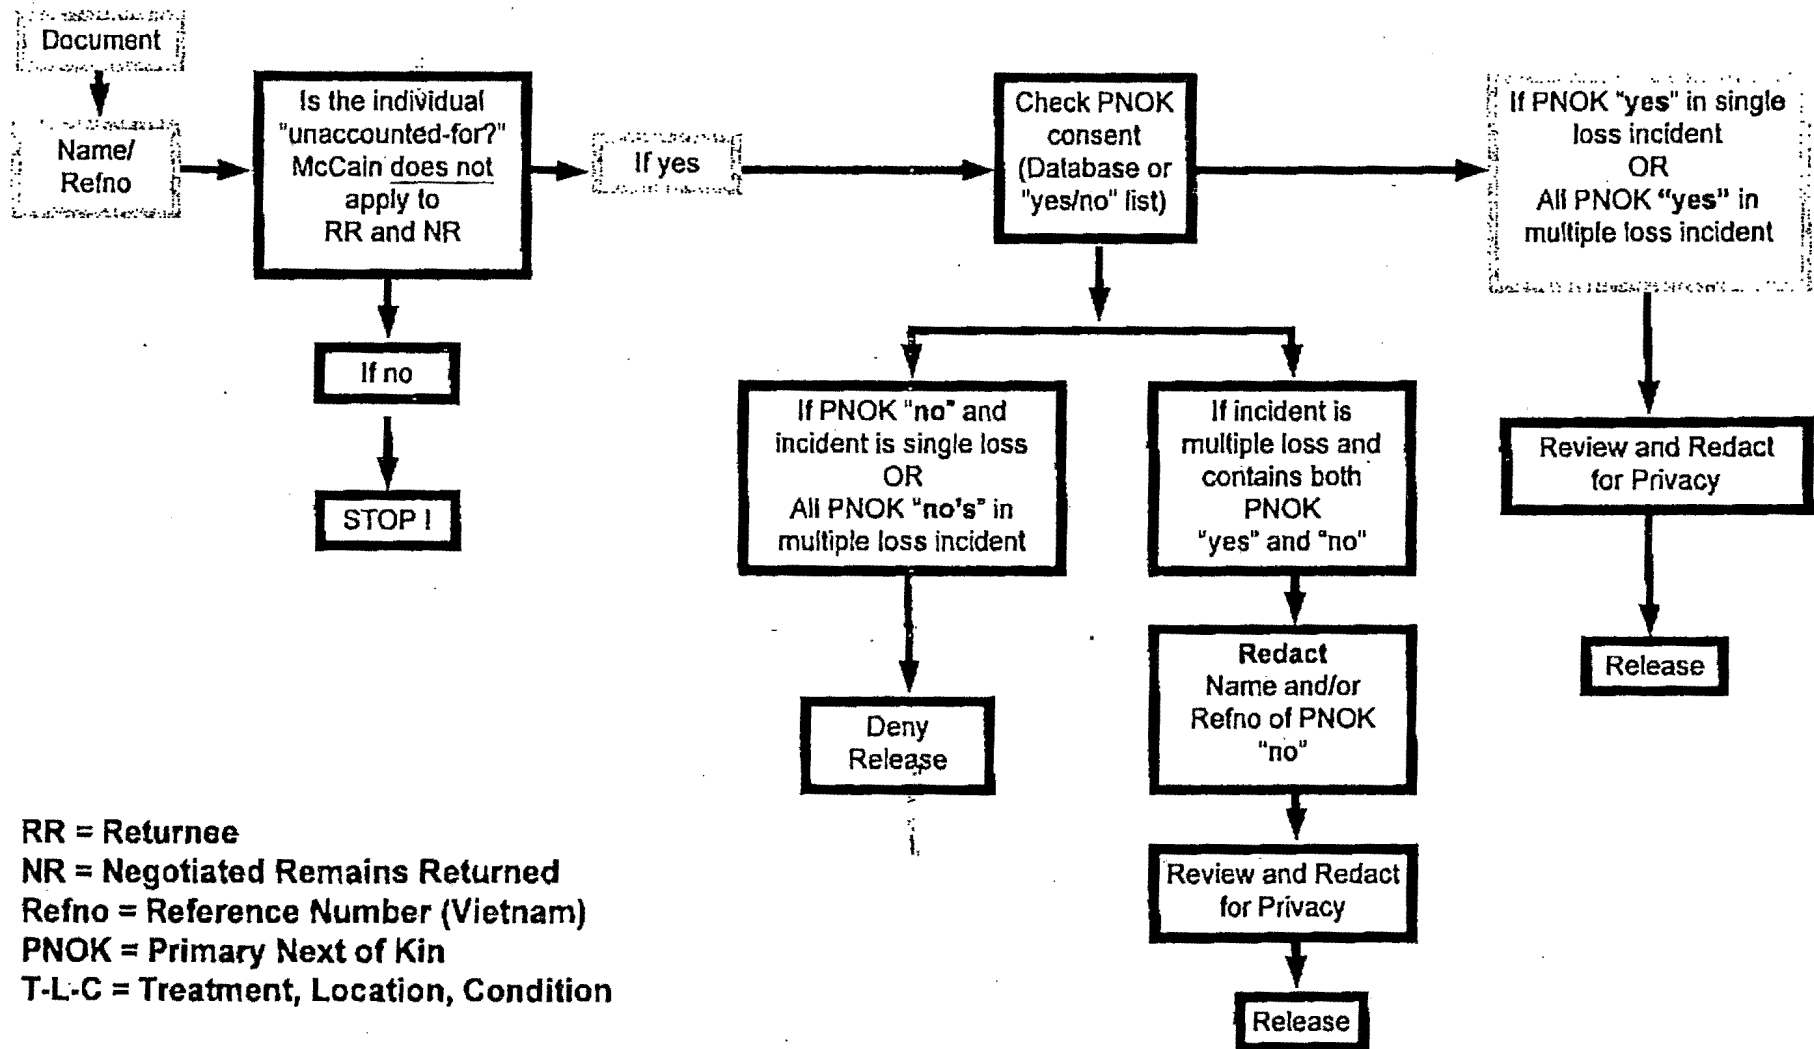 Document
Name/
Refno
Is the individual
"unaccounted-for?"
McCain does not
apply to
RR and NR
If yes
Check PNOK
consent
(Database or
"yes/no" list)
If PNOK "yes" in single
loss incident
OR
All PNOK "yes" in
multiple loss incident
If no
STOP !
If PNOK "no" and
incident is single loss
OR
All PNOK "no's" in
multiple loss incident
If incident is
multiple loss and
contains both
PNOK
"yes" and "no"
Review and Redact
for Privacy
Deny
Release
Redact
Name and/or
Refno of PNOK
"no"
Release
Review and Redact
for Privacy
Release
RR = Returnee
NR = Negotiated Remains Returned
Refno = Reference Number (Vietnam)
PNOK = Primary Next of Kin
T-L-C = Treatment, Location, Condition